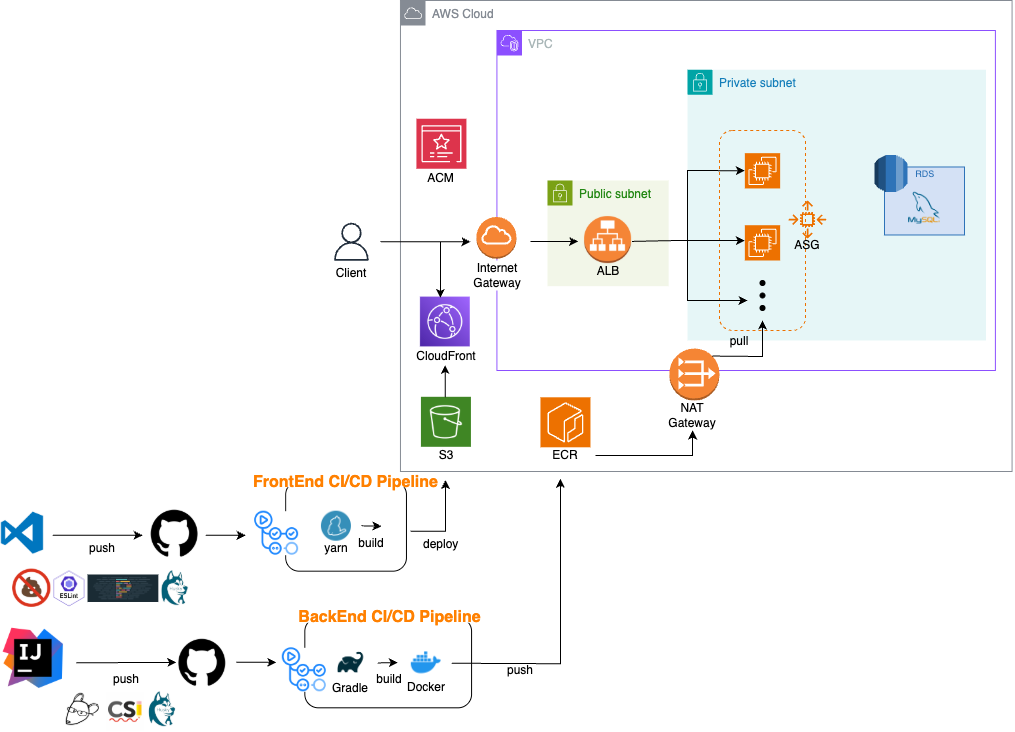 AWS Cloud
VPC
Private subnet
ACM
Public subnet
RDS
MySQL
ASG
Client
Internet
Gateway
ALB
CloudFront
pull
NAT
Gateway
S3
ECR
FrontEnd CI/CD Pipeline
push
yarn
build
deploy
ESLint
BackEnd CI/CD Pipeline
IJ
push
Gradle
build
Docker
push
CSI